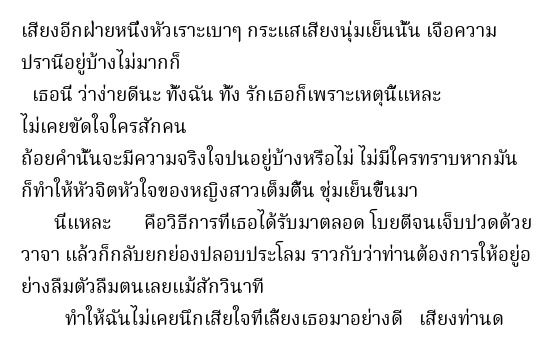 เสียงอีกฝ่ายหนึ่งหัวเราะเบาๆ กระแสเสียงนุ่มเย็นนั้น เจือความ
ปรานีอยู่บ้างไม่มากก็
เธอนี่ ว่าง่ายดีนะ ทั้งฉัน ทั้ง รักเธอก็เพราะเหตุนี้แหละ
ไม่เคยขัดใจใครสักคน
ถ้อยคำนั้นจะมีความจริงใจปนอยู่บ้างหรือไม่ ไม่มีใครทราบหากมัน
ก็ทำให้หัวจิตหัวใจของหญิงสาวเต็มตื้น ชุ่มเย็นขึ้นมา
นี่แหละ คือวิธีการที่เธอได้รับมาตลอด โบยตีจนเจ็บปวดด้วย
วาจา แล้วก็กลับยกย่องปลอบประโลม ราวกับว่าท่านต้องการให้อยู่อ
ย่างลืมตัวลืมตนเลยแม้สักวินาที
ทำให้ฉันไม่เคยนึกเสียใจที่เลี้ยงเธอมาอย่างดี เสียงท่านด